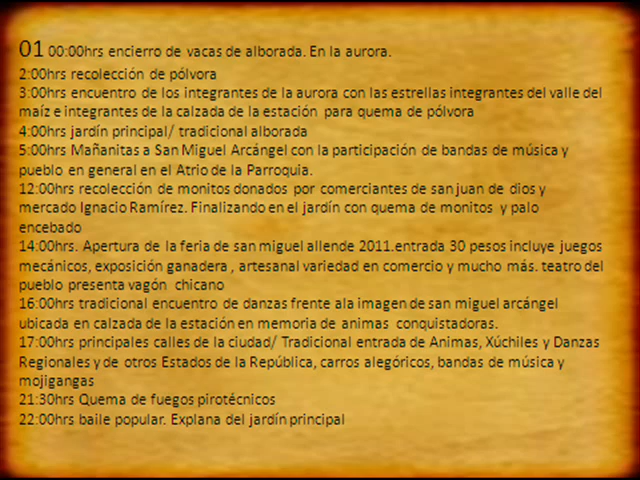 01 00:00hrs encierro de vacas de alborada. En la aurora.
2:00hrs recolección de pólvora
3:00hrs encuentro de los integrantes de la aurora con las estrellas integrantes del valle del
maíz e integrantes de la calzada de la estación para quema de pólvora
4:00hrs jardín principal/ tradicional alborada
5:00hrs Mañanitas a San Miguel Arcángel con la participación de bandas de música y
pueblo en general en el Atrio de la Parroquia.
12:00hrs recolección de monitos donados por comerciantes de san juan de dios y
mercado Ignacio Ramírez. Finalizando en el jardín con quema de monitos y palo
encebado
14:00hrs. Apertura de la feria de san miguel allende 2011.entrada 30 pesos incluye juegos
mecánicos, exposición ganadera , artesanal variedad en comercio y mucho más. teatro del
pueblo presenta vagón chicano
16:00hrs tradicional encuentro de danzas frente ala imagen de san miguel arcángel
ubicada en calzada de la estación en memoria de animas conquistadoras.
17:00hrs principales calles de la ciudad/ Tradicional entrada de Animas, Xúchiles y Danzas
Regionales y de otros Estados de la República, carros alegóricos, bandas de música y
mojigangas
21:30hrs Quema de fuegos pirotécnicos
22:00hrs baile popular. Explana del jardín principal